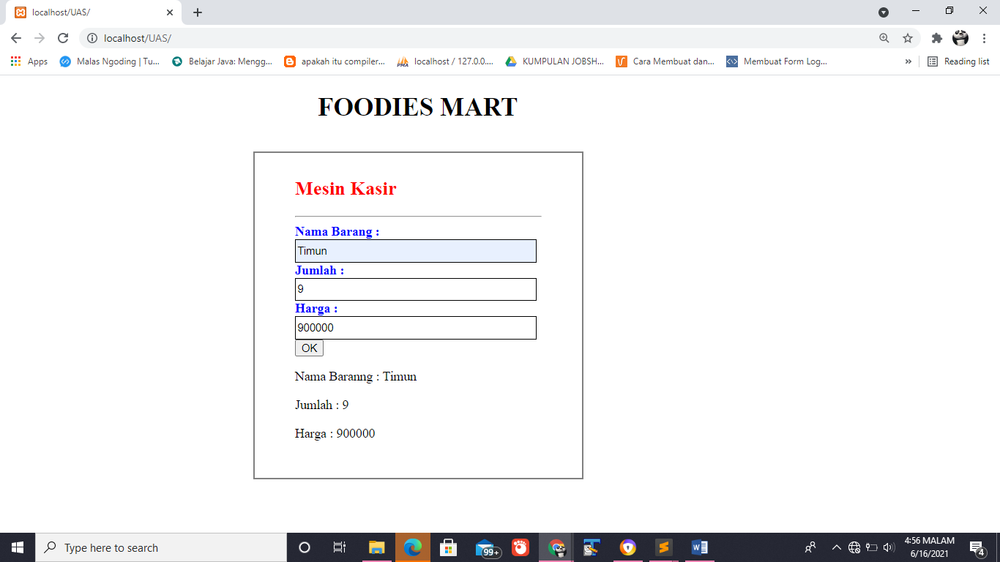 localhost/UAS/
localhost/UAS/
Apps
Malas Ngoding | Tu...
Belajar Java: Mengg...
apakah itu compiler...
PMA
localhost / 127.0.0....
KUMPULAN JOBSH...
Cara Membuat dan...
Membuat Form Log...
»
Reading list
FOODIES MART
Mesin Kasir
Nama Barang :
Timun
Jumlah :
9
Harga :
900000
OK
Nama Baranng : Timun
Jumlah : 9
Harga : 900000
Type here to search
99+
4:56 MALAM
6/16/2021
4